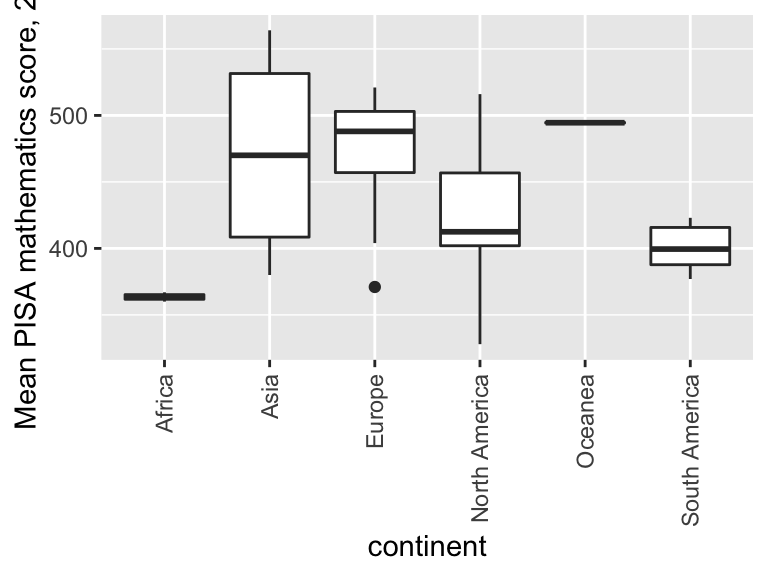 Mean PISA mathematics score, 2
500
400
Africa
Asia
Europe
North America
Oceanea
South America
continent